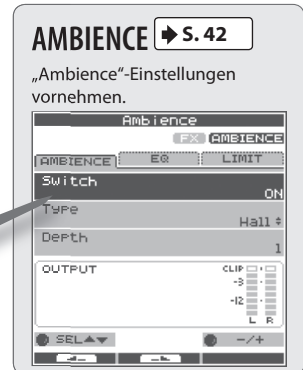 AMBIENCE ➧ S. 42
„Ambience“-Einstellungen
vornehmen.
Ambience
FX AMBIENCE
AMBIENCE EQ LIMIT
Switch
ON
Type
Hall
Depth
1
OUTPUT CLIP
-3
-12
L R
SEL▲▼ -/+